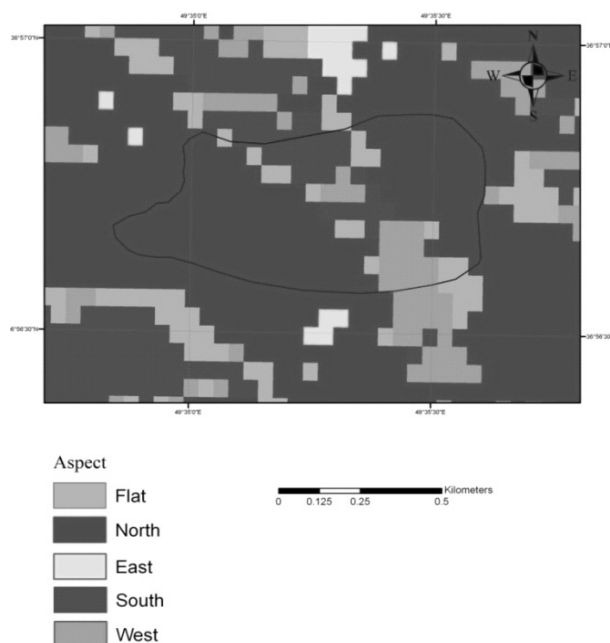 49°35'0"E 49°35'30"E
36°57'0"N 36°57'0"N
N
W E
S
6°56'30"N 36°56'30"N
49°35'0"E 49°35'30"E
Aspect
Flat
North
East
South
West
Kilometers
0 0.125 0.25 0.5